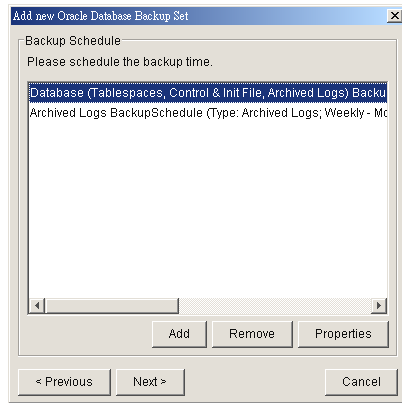 Add new Oracle Database Backup Set
Backup Schedule
Please schedule the backup time.
Database (Tablespaces, Control & Init File, Archived Logs) Backu
Archived Logs BackupSchedule (Type: Archived Logs; Weekly - Mo
Add Remove Properties
< Previous Next > Cancel